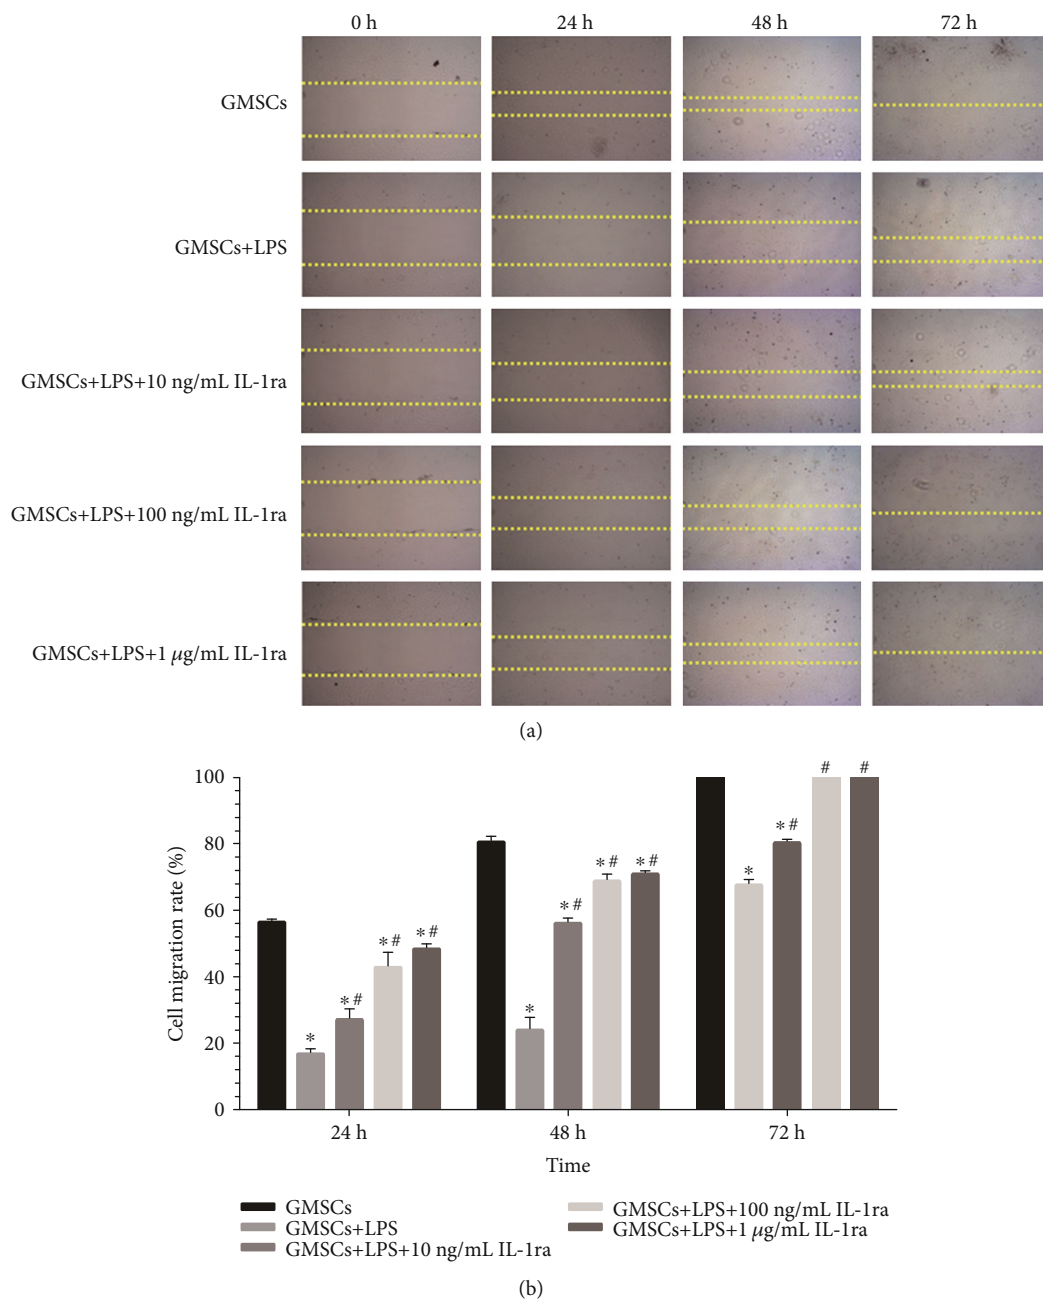 0 h 24 h 48 h 72 h
GMSCs
GMSCs+LPS
GMSCs+LPS+10 ng/mL IL-1ra
GMSCs+LPS+100 ng/mL IL-1ra
GMSCs+LPS+1 μg/mL IL-1ra
(a)
Cell migration rate (%)
100
80
60
40
20
0
* *# *# *#
* *# *# *#
* *# # #
24 h 48 h 72 h
Time
GMSCs
GMSCs+LPS
GMSCs+LPS+10 ng/mL IL-1ra
GMSCs+LPS+100 ng/mL IL-1ra
GMSCs+LPS+1 μg/mL IL-1ra
(b)